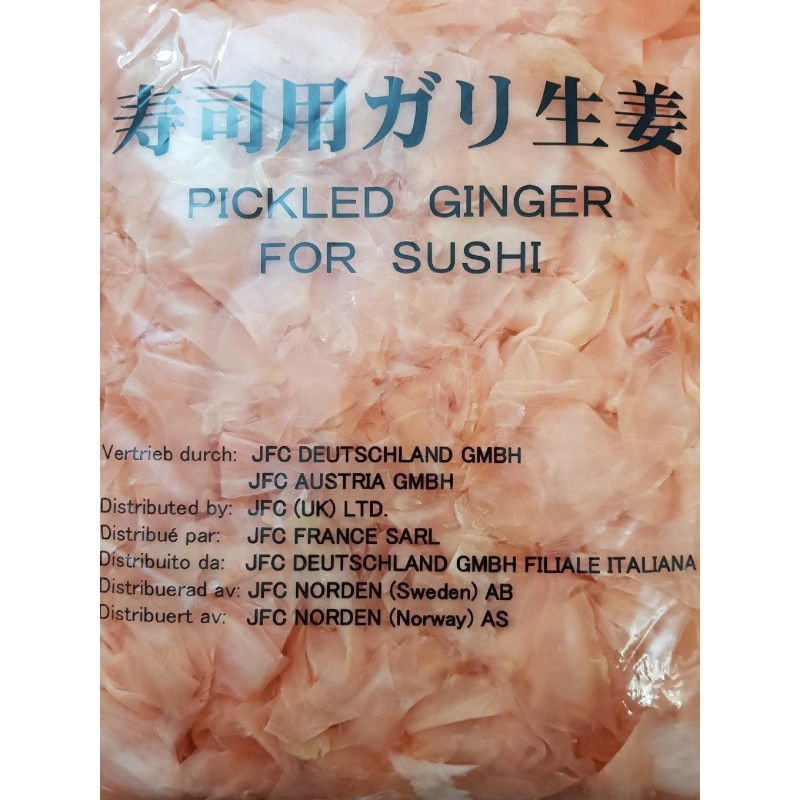 寿司用ガリ生姜
PICKLED GINGER
FOR SUSHI
Vertrieb durch: JFC DEUTSCHLAND GMBH
JFC AUSTRIA GMBH
Distributed by: JFC (UK) LTD.
Distribué par: JFC FRANCE SARL
Distribuito da: JFC DEUTSCHLAND GMBH FILIALE ITALIANA
Distribuerad av: JFC NORDEN (Sweden) AB
Distribuert av: JFC NORDEN (Norway) AS